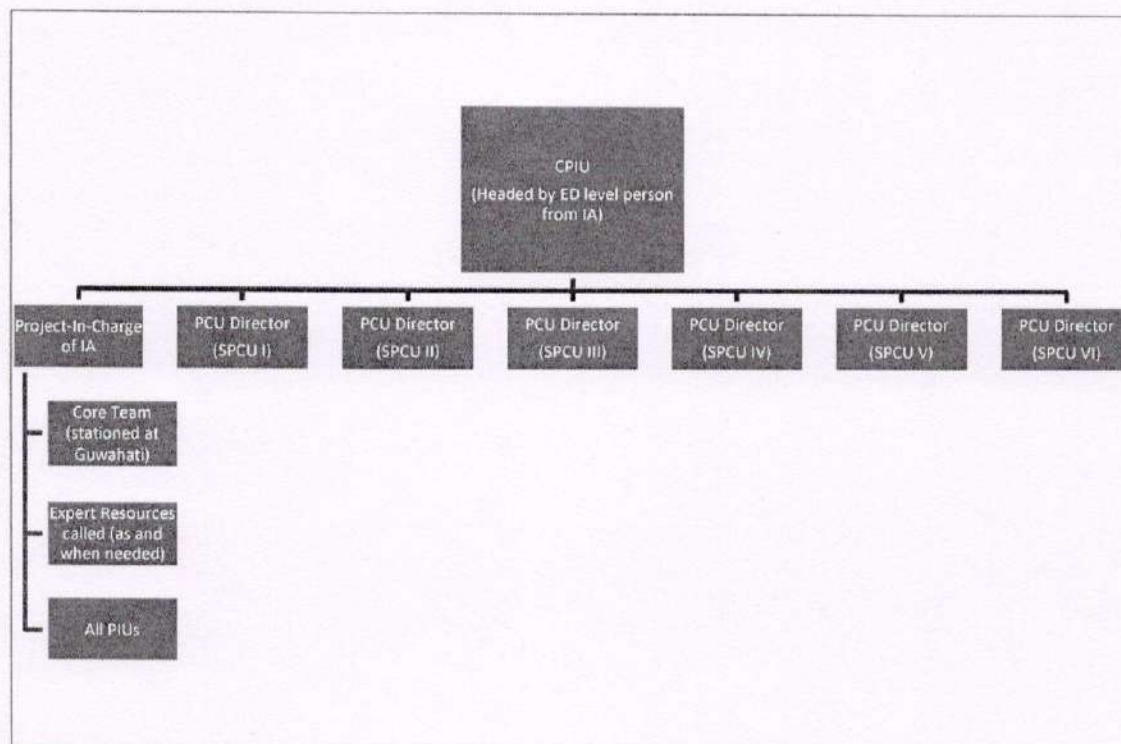 CPIU
(Headed by ED level person
from IA)
Project-In-Charge
of IA
PCU Director
(SPCU I)
PCU Director
(SPCU II)
PCU Director
(SPCU III)
PCU Director
(SPCU IV)
PCU Director
(SPCU V)
PCU Director
(SPCU VI)
Core Team
(stationed at
Guwahati)
Expert Resources
called (as and
when needed)
All PIUs